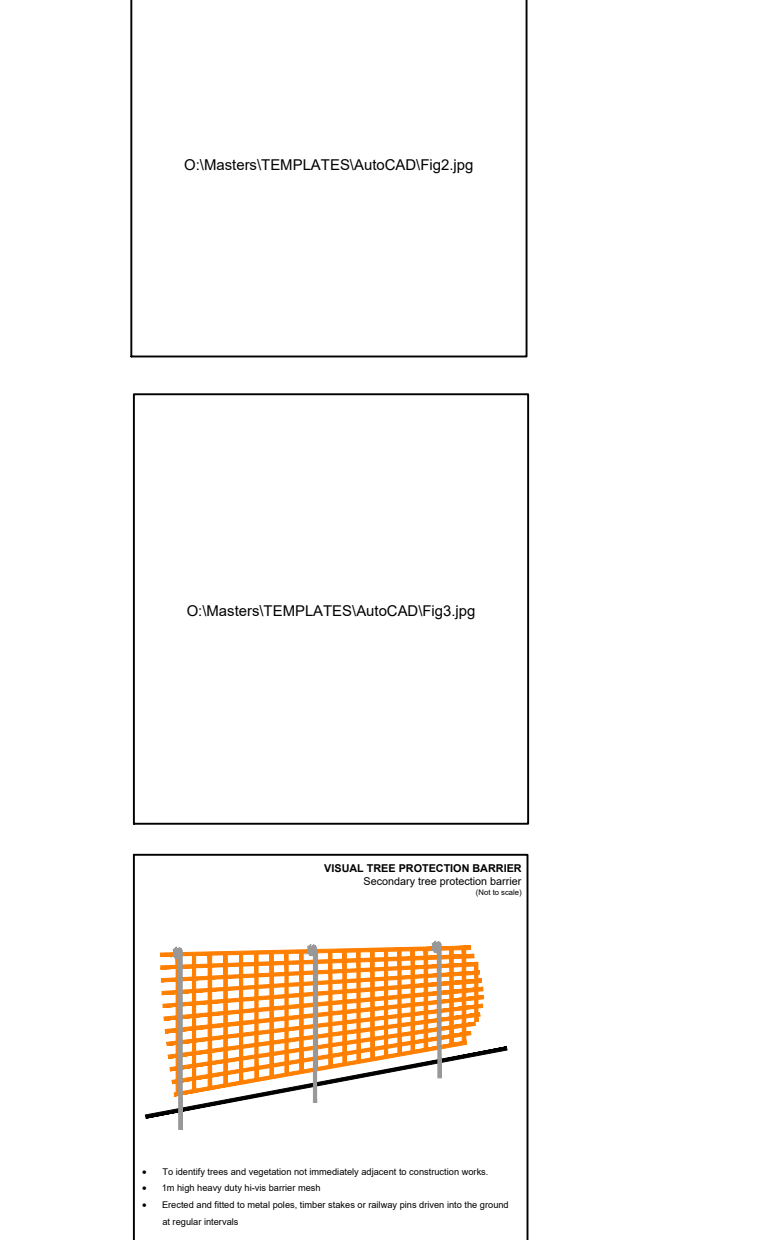 O:\Masters\TEMPLATES\AutoCAD\Fig2.jpg
O:\Masters\TEMPLATES\AutoCAD\Fig3.jpg
VISUAL TREE PROTECTION BARRIER
Secondary tree protection barrier
(Not to scale)
• To identify trees and vegetation not immediately adjacent to construction works.
• 1m high heavy duty hi-vis barrier mesh
• Erected and fitted to metal poles, timber stakes or railway pins driven into the ground
at regular intervals